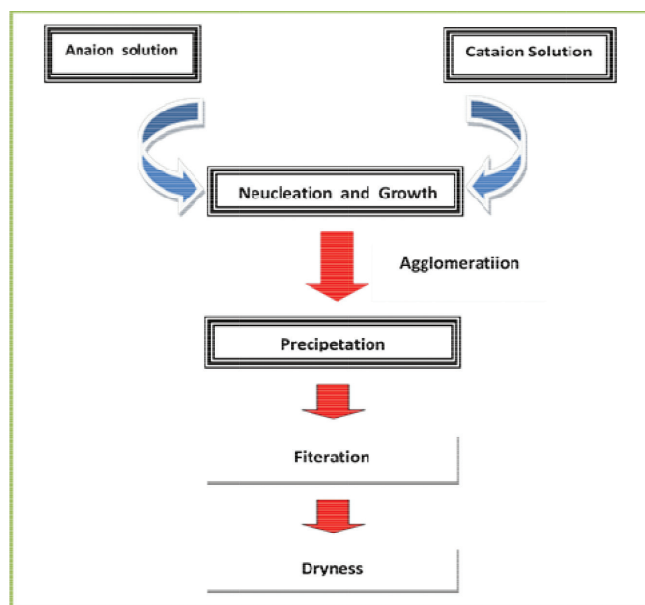 Anaion solution
Cataion Solution
Neucleation and Growth
Agglomeratiion
Precipetation
Fiteration
Dryness